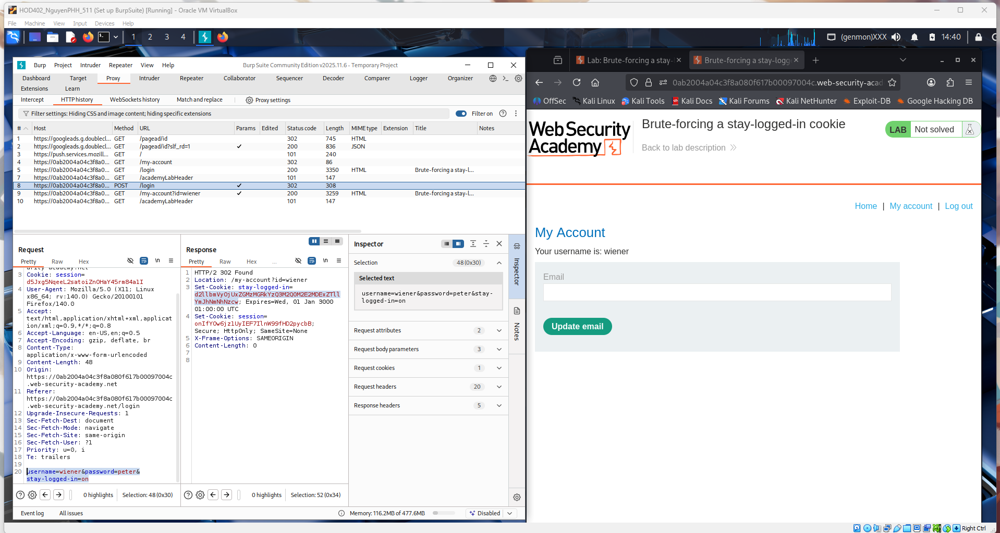 HOD402_NguyenPHH_511 (Set up BurpSuite) [Running] - Oracle VM VirtualBox
File Machine View Input Devices Help
1 2 3 4 (genmon)XXX 14:40
Burp Project Intruder Repeater View Help Burp Suite Community Edition v2025.11.6 - Temporary Project
Dashboard Target Proxy Intruder Repeater Collaborator Sequencer Decoder Comparer Logger Organizer
Extensions Learn
Intercept HTTP history WebSockets history Match and replace Proxy settings
Filter settings: Hiding CSS and image content; hiding specific extensions Filter on
# Host Method URL Params Edited Status code Length MIME type Extension Title Notes
1 https://googleads.g.doublecl... GET /pagead/id 302 745 HTML
2 https://googleads.g.doublecl... GET /pagead/id?slf_rd=1 ✓ 200 836 JSON
3 https://push.services.mozill... GET / 101 240
4 https://0ab2004a04c3f8a0... GET /my-account 302 86
5 https://0ab2004a04c3f8a0... GET /login 200 3350 HTML Brute-forcing a stay-l...
7 https://0ab2004a04c3f8a0... GET /academyLabHeader 101 147
8 https://0ab2004a04c3f8a0... POST /login ✓ 302 308
9 https://0ab2004a04c3f8a0... GET /my-account?id=wiener ✓ 200 3259 HTML Brute-forcing a stay-l...
10 https://0ab2004a04c3f8a0... GET /academyLabHeader 101 147
Request
Pretty Raw Hex \n
3 Cookie: session=
d5Jxg5NqeeL2satoiZnOHaY45rm84a1I
4 User-Agent: Mozilla/5.0 (X11; Linux
x86_64; rv:140.0) Gecko/20100101
Firefox/140.0
5 Accept:
text/html,application/xhtml+xml,applicat
ion/xml;q=0.9,*/*;q=0.8
6 Accept-Language: en-US,en;q=0.5
7 Accept-Encoding: gzip, deflate, br
8 Content-Type:
application/x-www-form-urlencoded
9 Content-Length: 48
10 Origin:
https://0ab2004a04c3f8a080f617b00097004c
.web-security-academy.net
11 Referer:
https://0ab2004a04c3f8a080f617b00097004c
.web-security-academy.net/login
12 Upgrade-Insecure-Requests: 1
13 Sec-Fetch-Dest: document
14 Sec-Fetch-Mode: navigate
15 Sec-Fetch-Site: same-origin
16 Sec-Fetch-User: ?1
17 Priority: u=0, i
18 Te: trailers
19
20 username=wiener&password=peter&
stay-logged-in=on
0 highlights Selection: 48 (0x30)
Response
Pretty Raw Hex ... \n
1 HTTP/2 302 Found
2 Location: /my-account?id=wiener
3 Set-Cookie: stay-logged-in=
d2llbmVyOjUxZGMzMGRkYzQ3M2Q0M2E2MDExZTll
YmJhNmNhNzcw; Expires=Wed, 01 Jan 3000
01:00:00 UTC
4 Set-Cookie: session=
onIfYOw6jz1UyIEF7IlnW99fHD2pycbB;
Secure; HttpOnly; SameSite=None
5 X-Frame-Options: SAMEORIGIN
6 Content-Length: 0
7
8
0 highlights Selection: 52 (0x34)
Inspector
Selection 48 (0x30)
Selected text
username=wiener&password=peter&stay-
logged-in=on
Request attributes 2
Request body parameters 3
Request cookies 1
Request headers 20
Response headers 5
Inspector
Notes
Event log All issues Memory: 116.2MB of 477.6MB Disabled
Lab: Brute-forcing a stay- Brute-forcing a stay-logg
0ab2004a04c3f8a080f617b00097004c.web-security-acad
OffSec Kali Linux Kali Tools Kali Docs Kali Forums Kali NetHunter Exploit-DB Google Hacking DB
Web Security
Academy
Brute-forcing a stay-logged-in cookie
Back to lab description
LAB Not solved
Home | My account | Log out
My Account
Your username is: wiener
Email
Update email
Right Ctrl